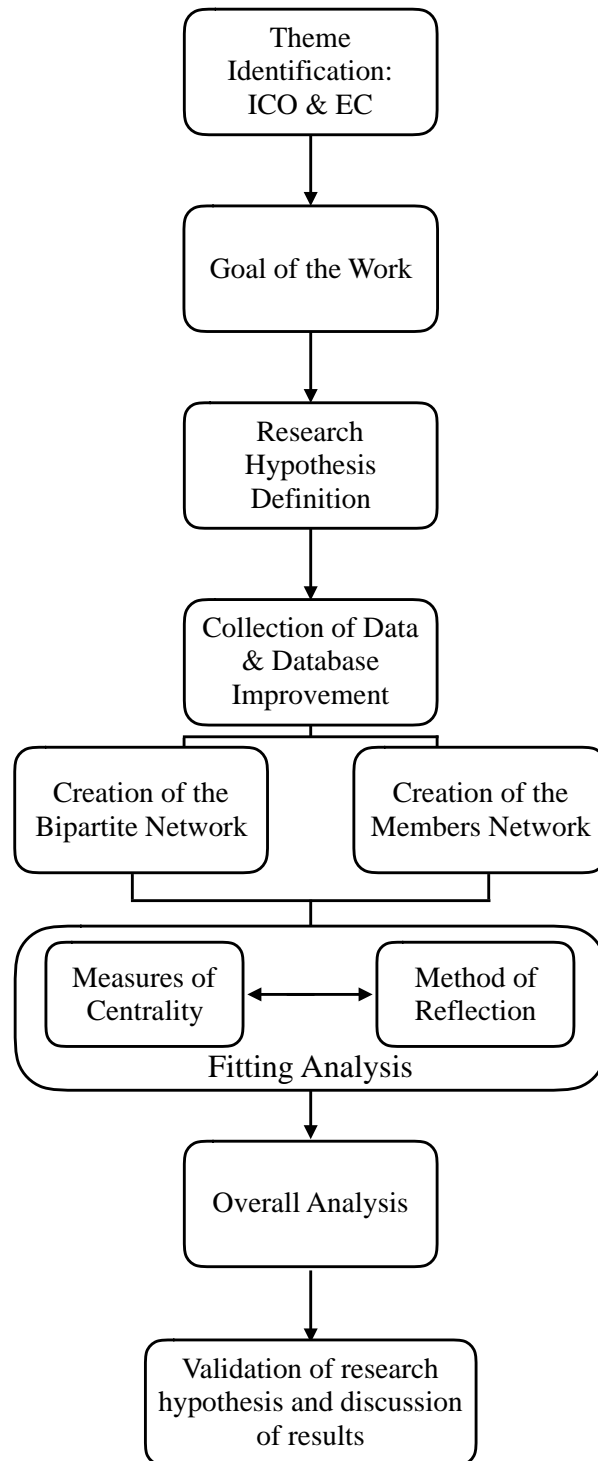 Theme
Identification:
ICO & EC
Goal of the Work
Research
Hypothesis
Definition
Collection of Data
& Database
Improvement
Creation of the
Bipartite Network
Creation of the
Members Network
Measures of
Centrality
Method of
Reflection
Fitting Analysis
Overall Analysis
Validation of research
hypothesis and discussion
of results